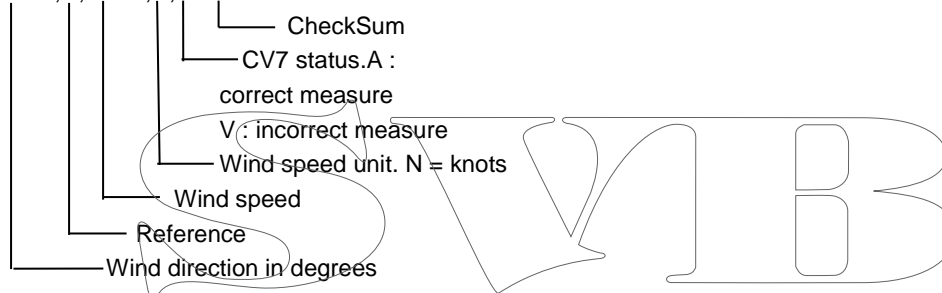 CheckSum
CV7 status.A :
correct measure
V : incorrect measure
Wind speed unit. N = knots
Wind speed
Reference
Wind direction in degrees
SVB